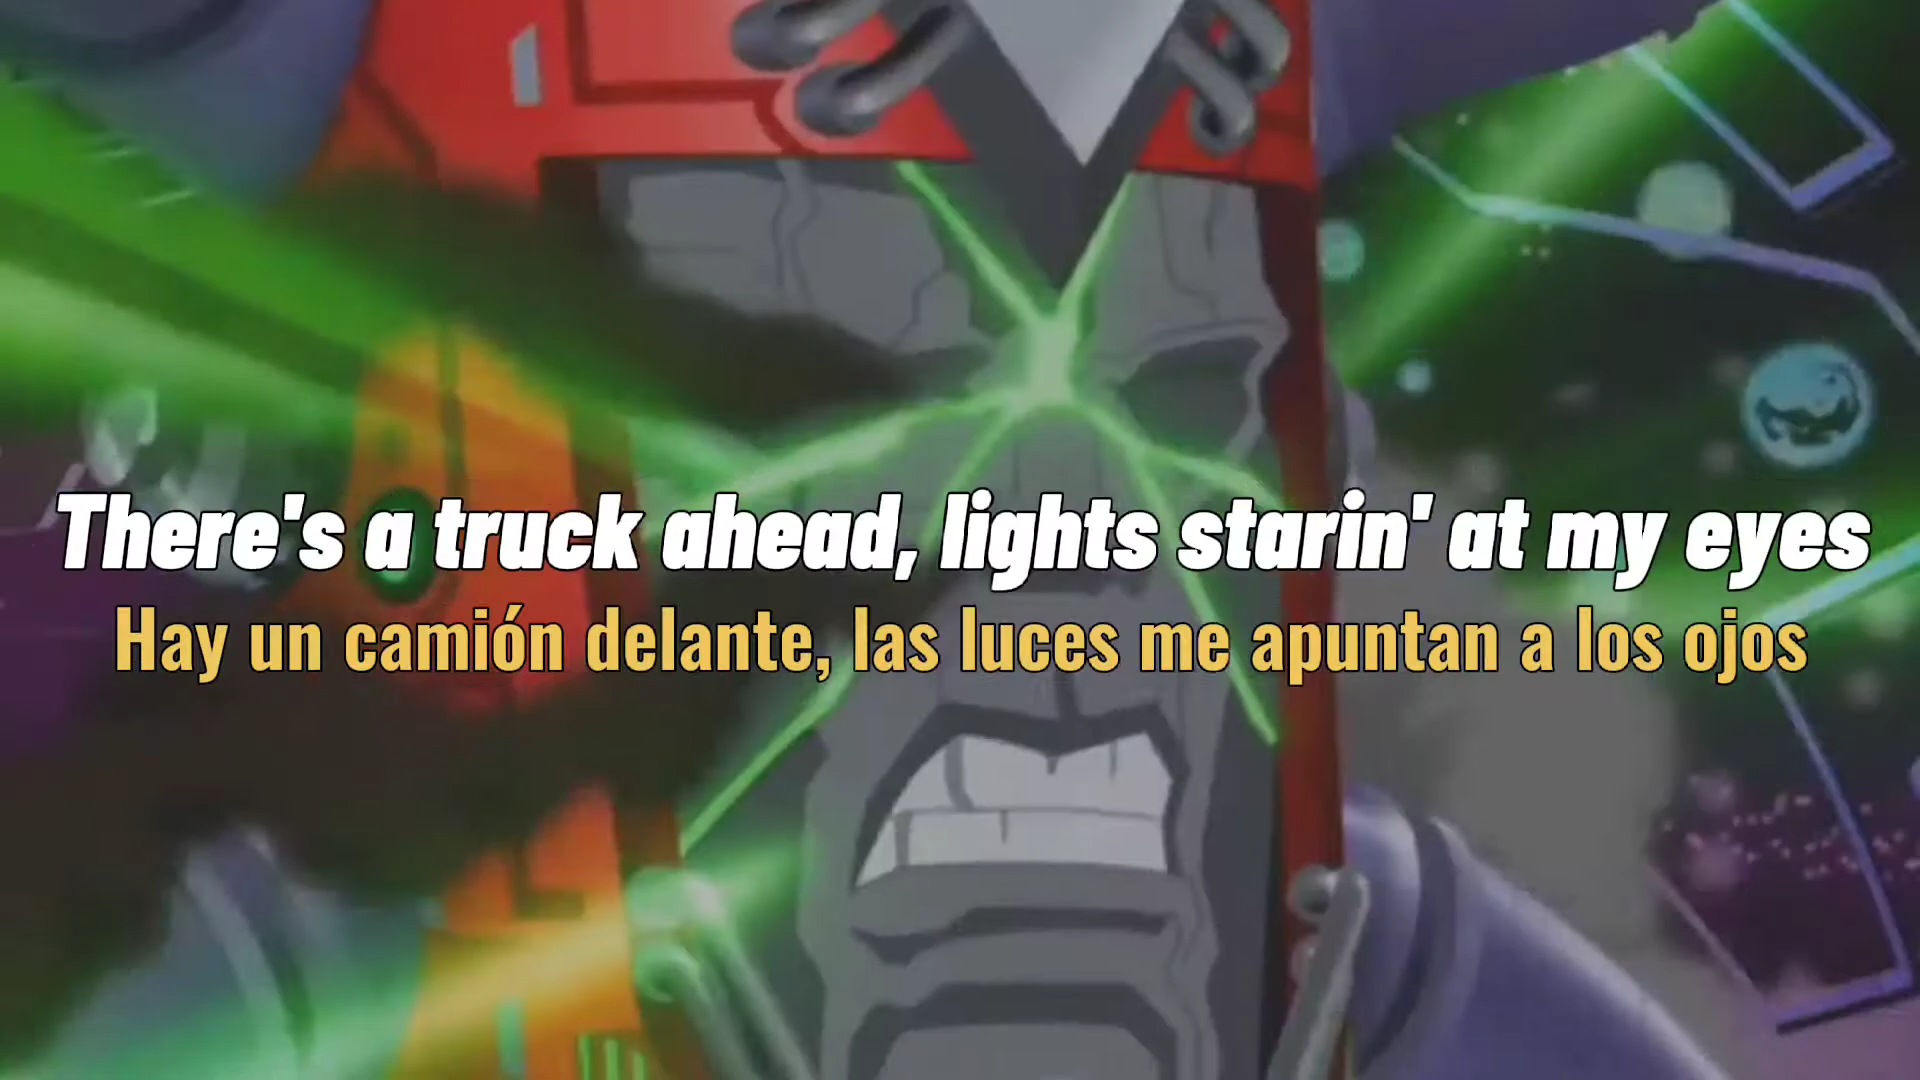 There's a truck ahead, lights starin' at my eyes
Hay un camión delante, las luces me apuntan a los ojos